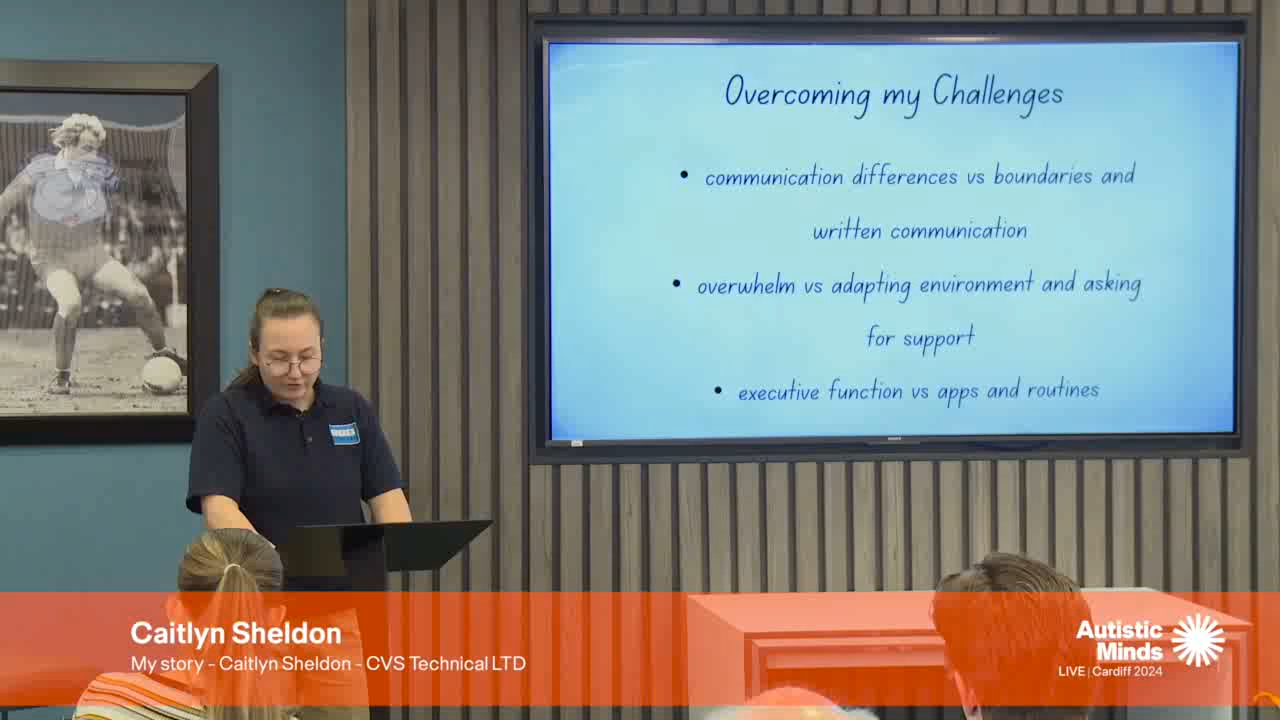 Overcoming my Challenges
• communication differences vs boundaries and
written communication
• overwhelm vs adapting environment and asking
for support
• executive function vs apps and routines
Caitlyn Sheldon
My story - Caitlyn Sheldon - CVS Technical LTD
Autistic
Minds
LIVE | Cardiff 2024